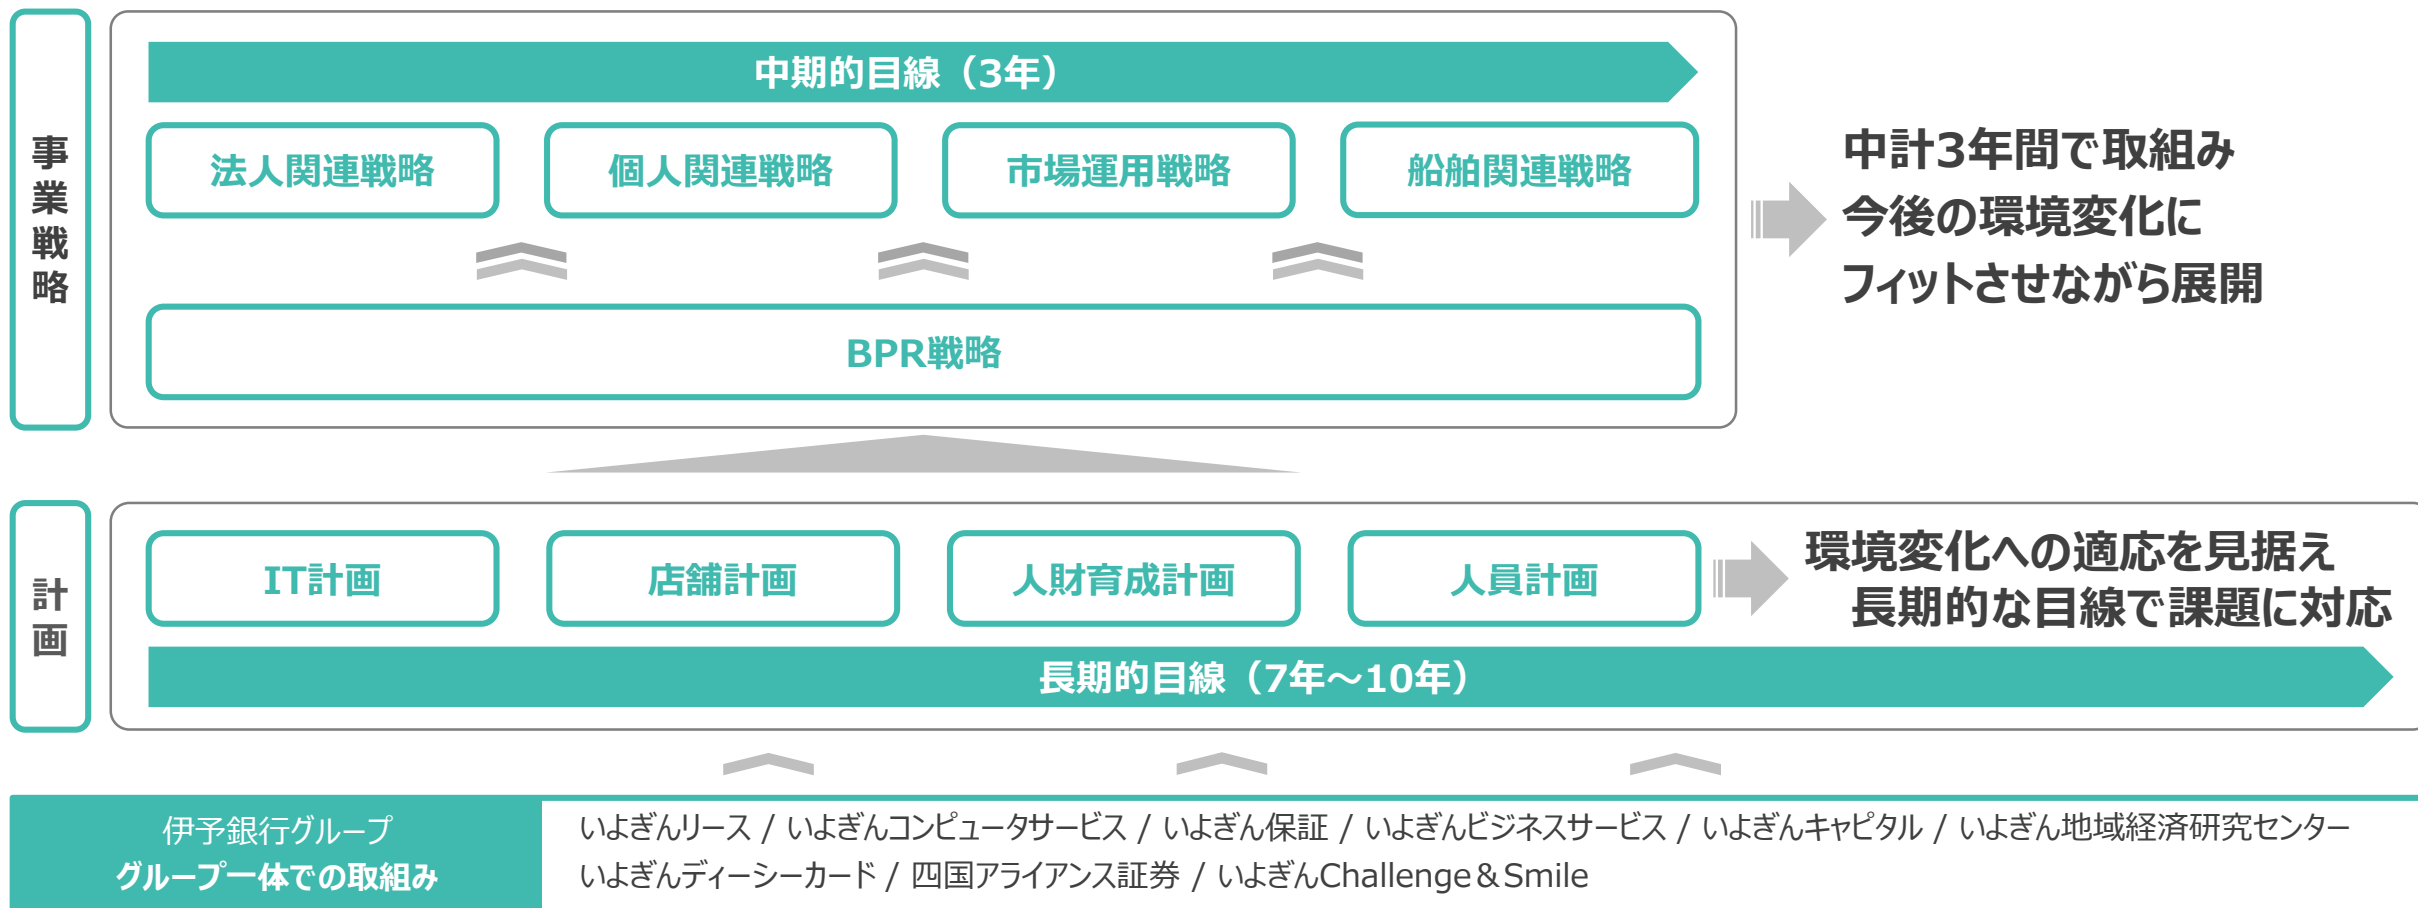 事業戦略
中期的目線（3年）
法人関連戦略
個人関連戦略
市場運用戦略
船舶関連戦略
BPR戦略
中計3年間で取組み
今後の環境変化に
フィットさせながら展開
計画
IT計画
店舗計画
人財育成計画
人員計画
環境変化への適応を見据え
長期的な目線で課題に対応
長期的目線（7年～10年）
伊予銀行グループ
グループ一体での取組み
いよぎんリース / いよぎんコンピュータサービス / いよぎん保証 / いよぎんビジネスサービス / いよぎんキャピタル / いよぎん地域経済研究センター
いよぎんディーシーカード / 四国アライアンス証券 / いよぎんChallenge＆Smile